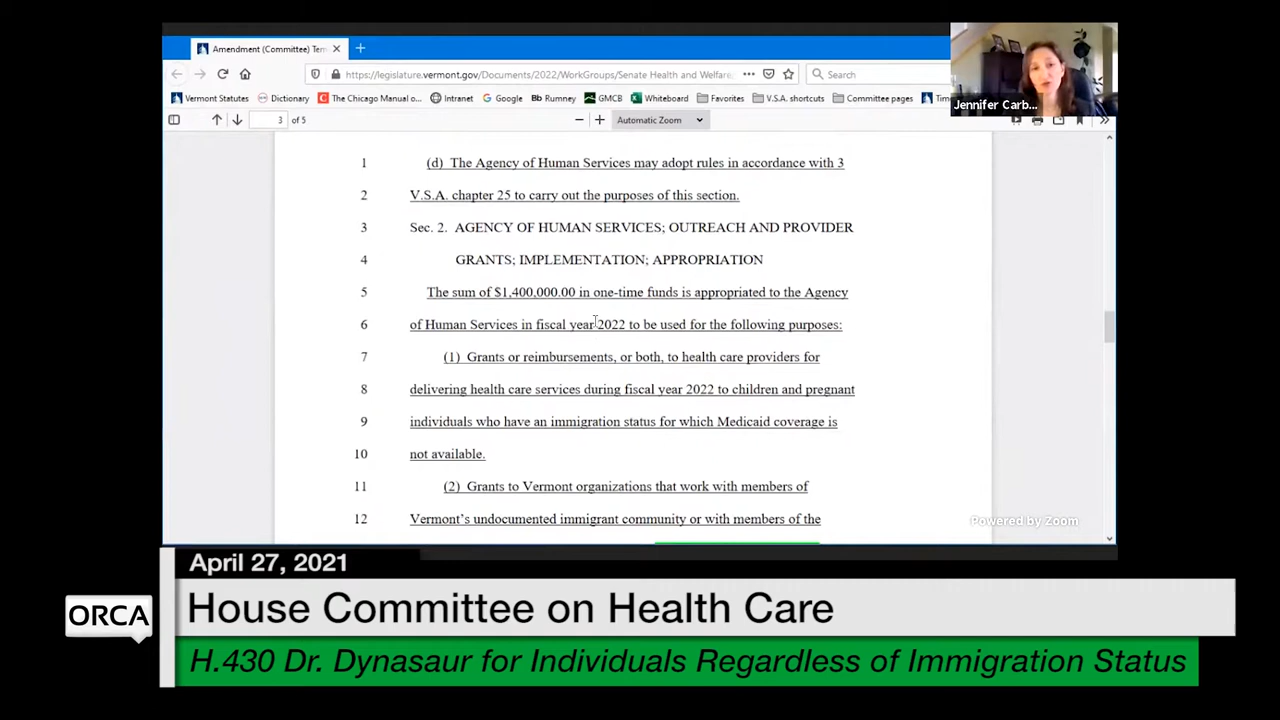 Amendment (Committee) Tem
https://legislature.vermont.gov/Documents/2022/WorkGroups/Senate Health and Welfare/
Search
Vermont Statutes
Dictionary
The Chicago Manual o...
Intranet
Google
Bb Rumney
GMCB
Whiteboard
Favorites
V.S.A. shortcuts
Committee pages
Jennifer Carb...
3 of 5
Automatic Zoom
1 (d) The Agency of Human Services may adopt rules in accordance with 3
2 V.S.A. chapter 25 to carry out the purposes of this section.
3 Sec. 2. AGENCY OF HUMAN SERVICES; OUTREACH AND PROVIDER
4 GRANTS; IMPLEMENTATION; APPROPRIATION
5 The sum of $1,400,000.00 in one-time funds is appropriated to the Agency
6 of Human Services in fiscal year 2022 to be used for the following purposes:
7 (1) Grants or reimbursements, or both, to health care providers for
8 delivering health care services during fiscal year 2022 to children and pregnant
9 individuals who have an immigration status for which Medicaid coverage is
10 not available.
11 (2) Grants to Vermont organizations that work with members of
12 Vermont's undocumented immigrant community or with members of the
Powered by Zoom
April 27, 2021
ORCA
House Committee on Health Care
H.430 Dr. Dynasaur for Individuals Regardless of Immigration Status